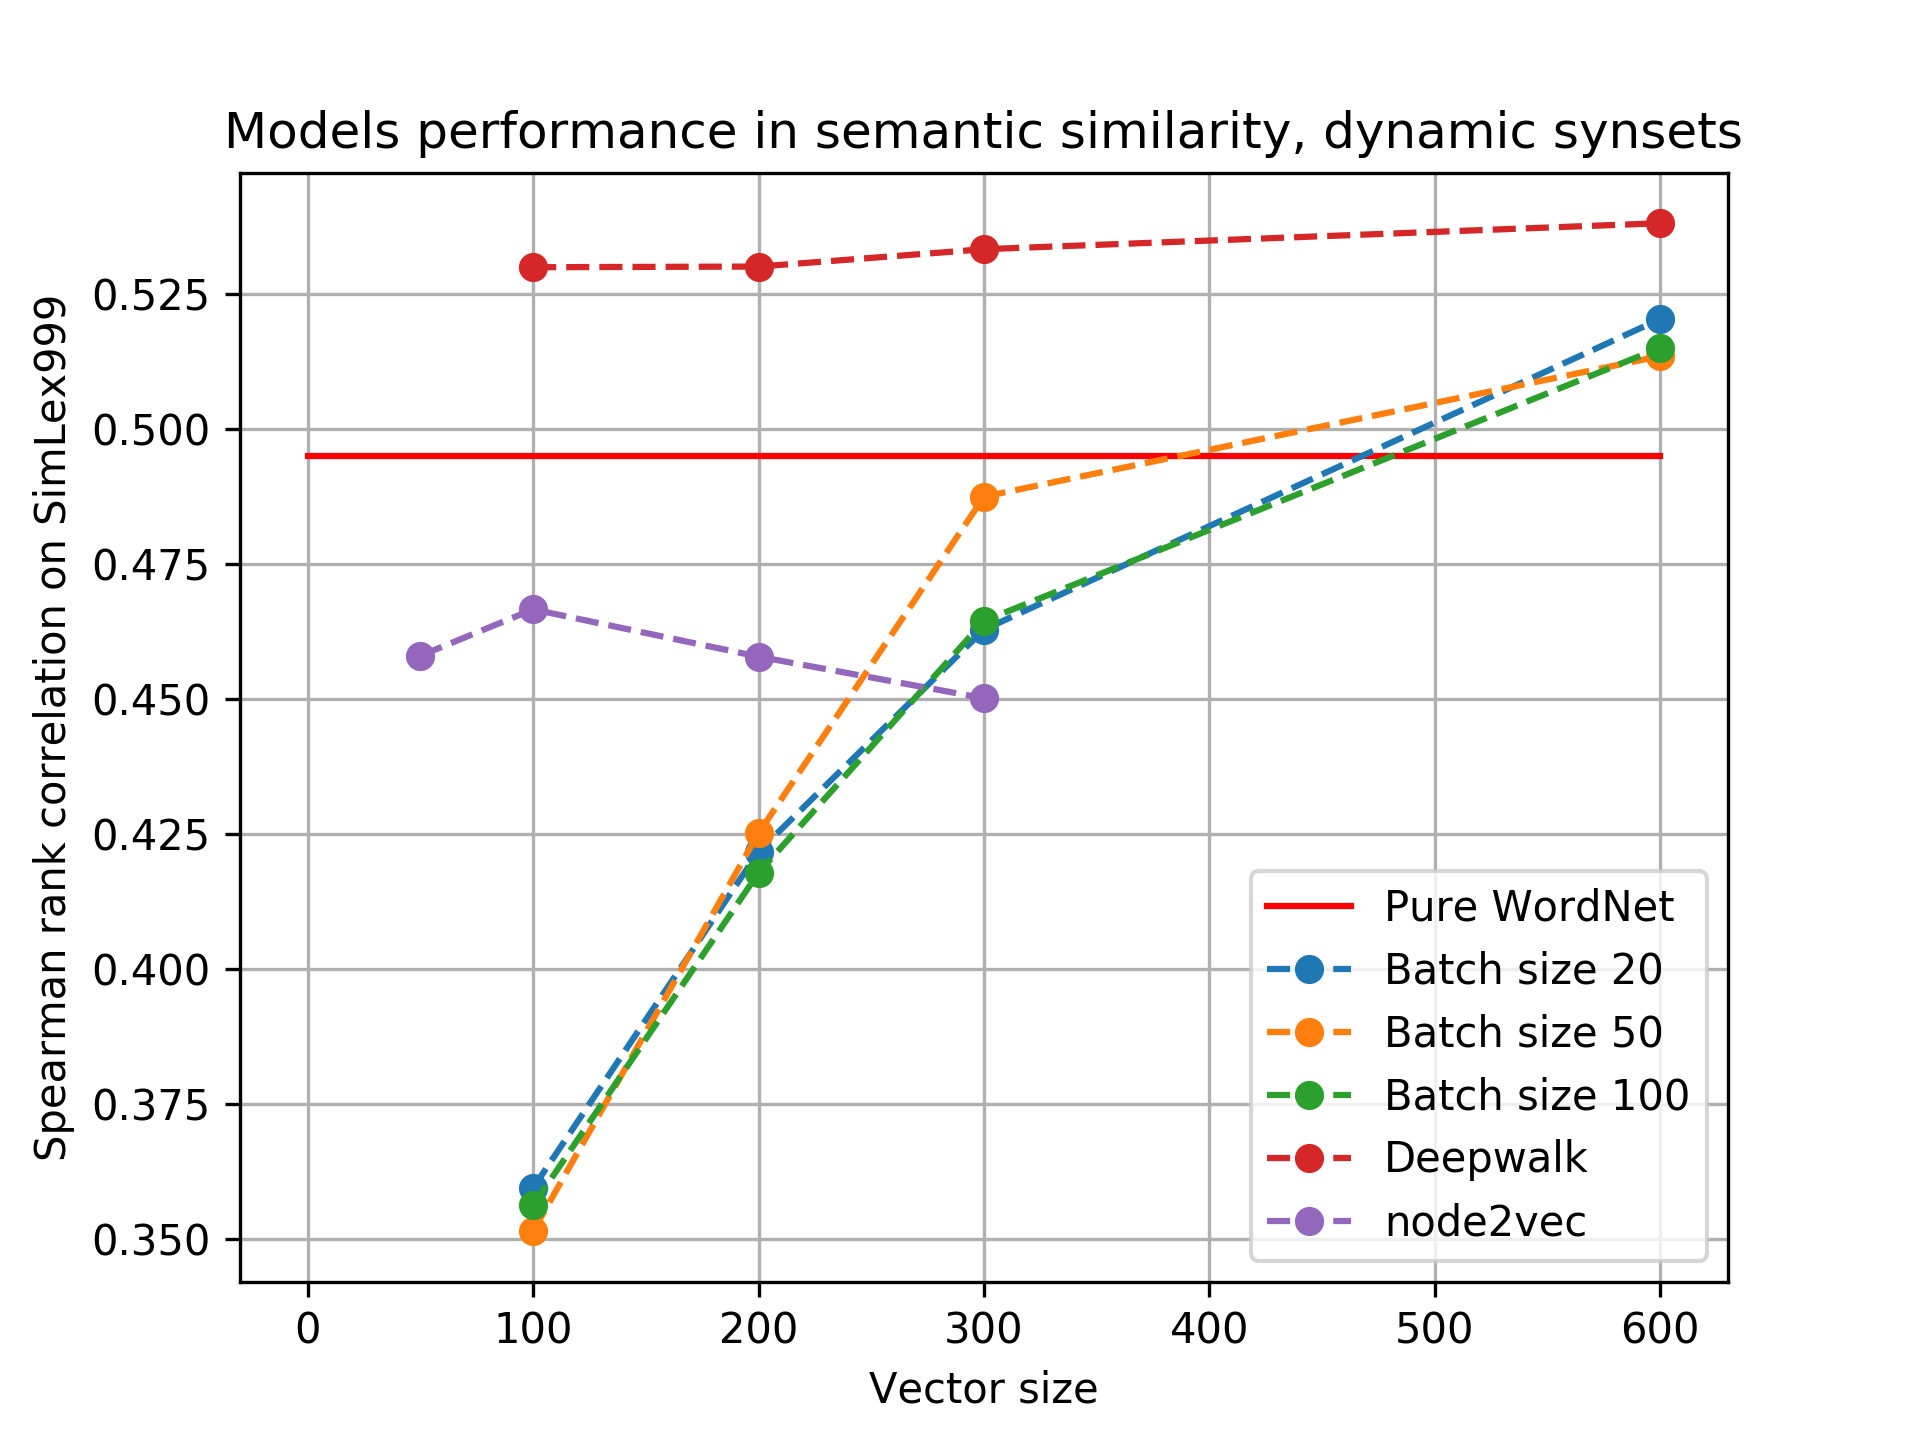 Models performance in semantic similarity, dynamic synsets
Spearman rank correlation on SimLex999
0.525
0.500
0.475
0.450
0.425
0.400
0.375
0.350
Pure WordNet
Batch size 20
Batch size 50
Batch size 100
Deepwalk
node2vec
0 100 200 300 400 500 600
Vector size